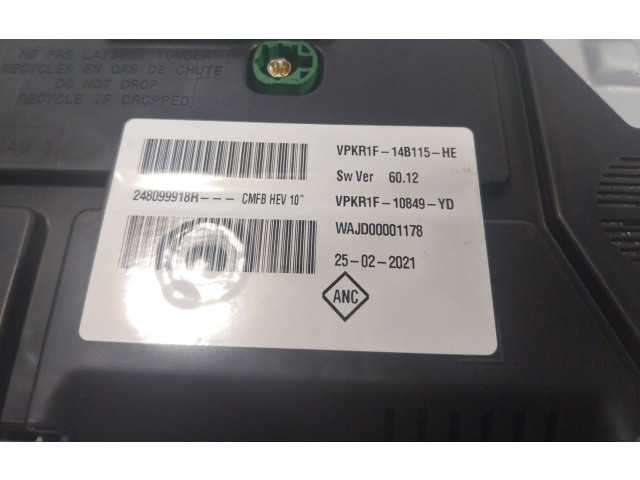 NE PAS LAISSER TOMBER
RECYCLER EN CAS DE CHUTE
DO NOT DROP
RECYCLE IF DROPPED
VPKR1F-14B115-HE
Sw Ver 60.12
248099918R--- CMFB HEV 10"
VPKR1F-10849-YD
WAJD00001178
25-02-2021
ANC